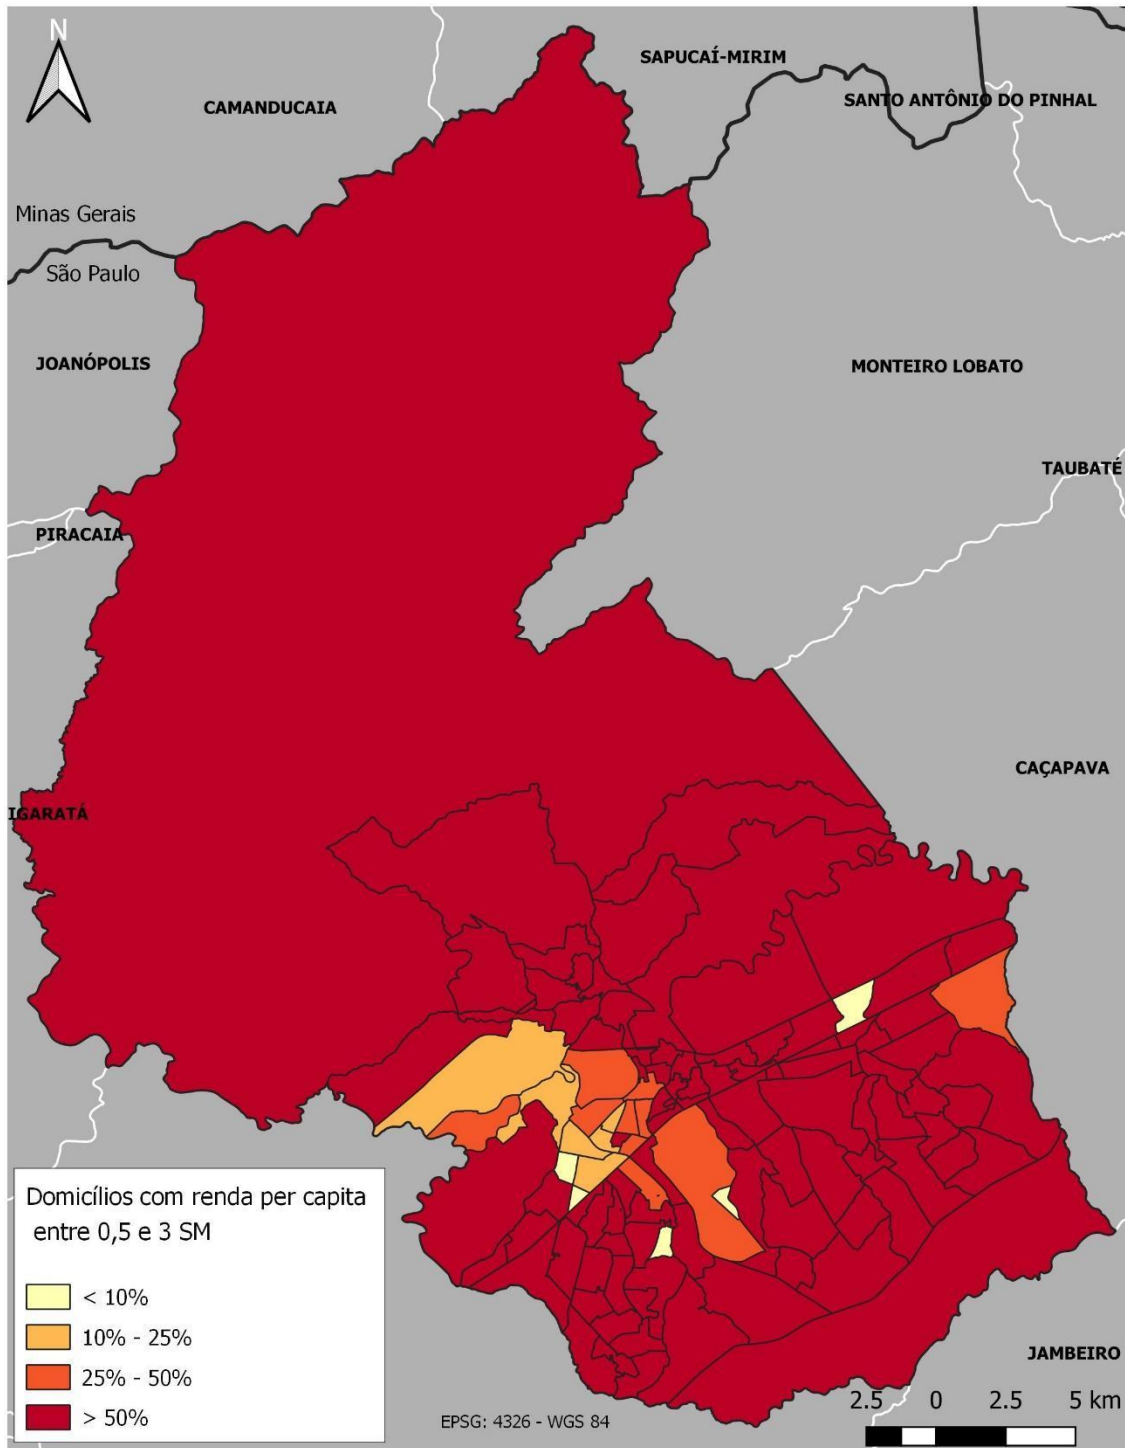 N
SAPUCAÍ-MIRIM
CAMANDUCAIA
SANTO ANTÔNIO DO PINHAL
Minas Gerais
São Paulo
JOANÓPOLIS
MONTEIRO LOBATO
TAUBATÉ
PIRACAIA
CAÇAPAVA
IGARATÁ
Domicílios com renda per capita
entre 0,5 e 3 SM
< 10%
10% - 25%
25% - 50%
> 50%
JAMBEIRO
2.5 0 2.5 5 km
EPSG: 4326 - WGS 84